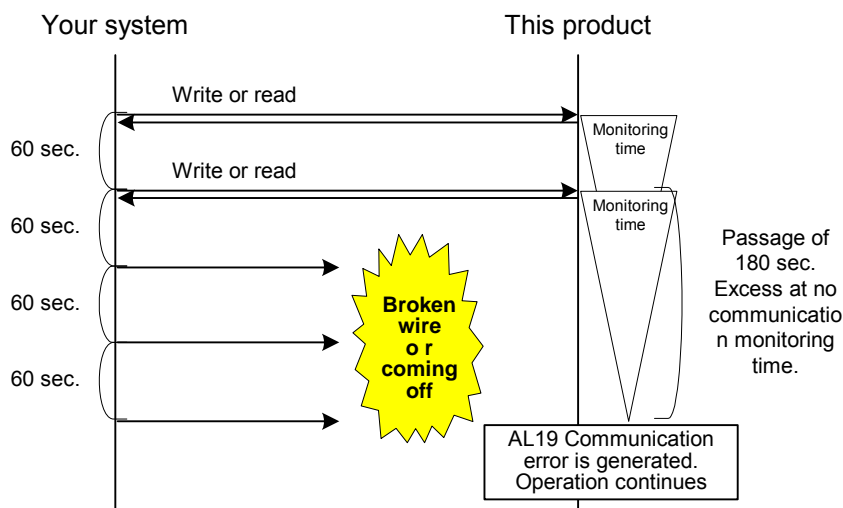 Your system
This product
Write or read
Monitoring
time
60 sec.
Write or read
Monitoring
time
60 sec.
Passage of
180 sec.
Excess at no
communicatio
n monitoring
time.
Broken
wire
o r
coming
off
60 sec.
60 sec.
AL19 Communication
error is generated.
Operation continues